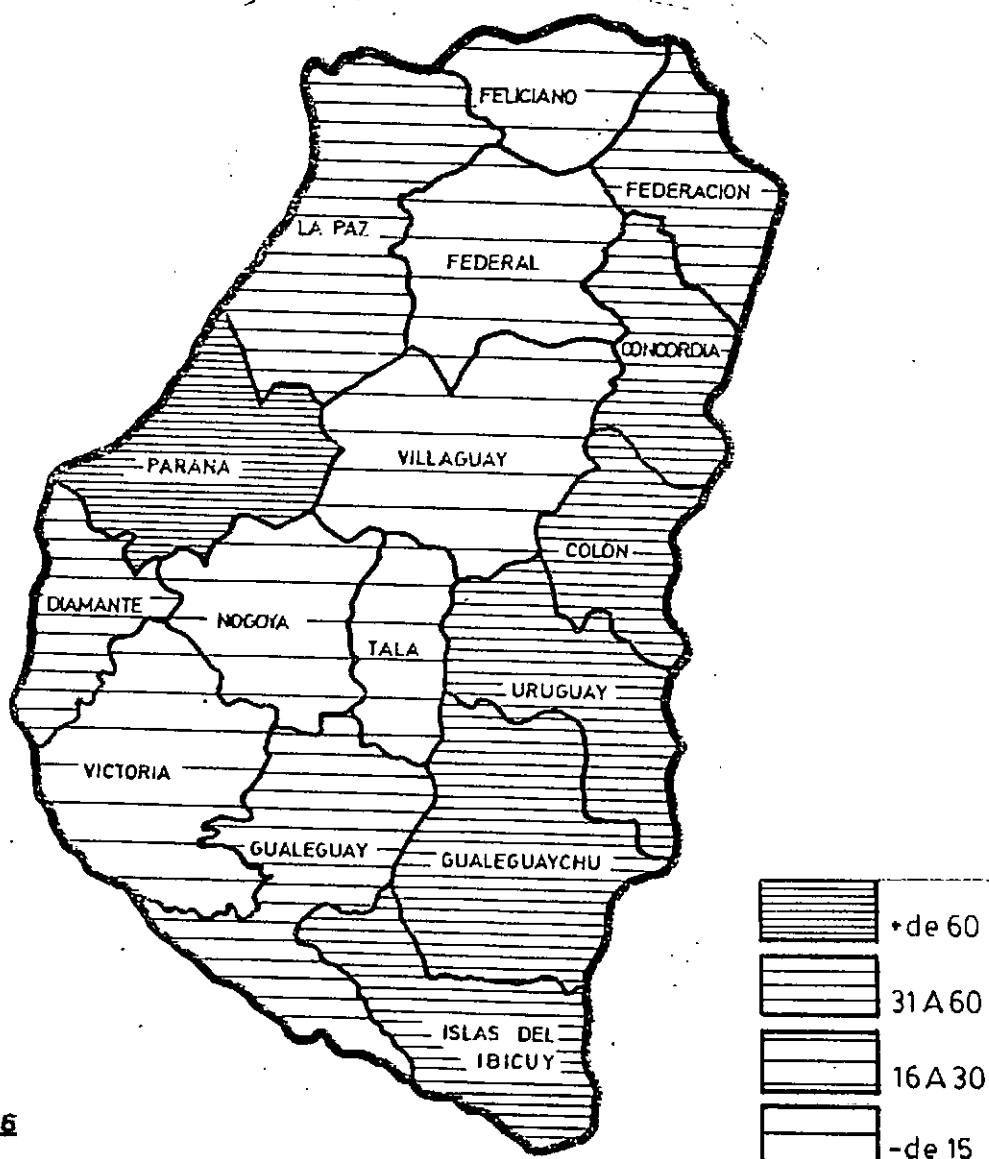 FELICIANO
FEDERACION
LA PAZ
FEDERAL
CONCORDIA
PARANA
VILLAGUAY
COLON
DIAMANTE
NOGOYA
TALA
URUGUAY
VICTORIA
GUALEGUAY
GUALEGUAYCHU
ISLAS DEL
IBICUY
+de 60
31 A 60
16 A 30
-de 15
6